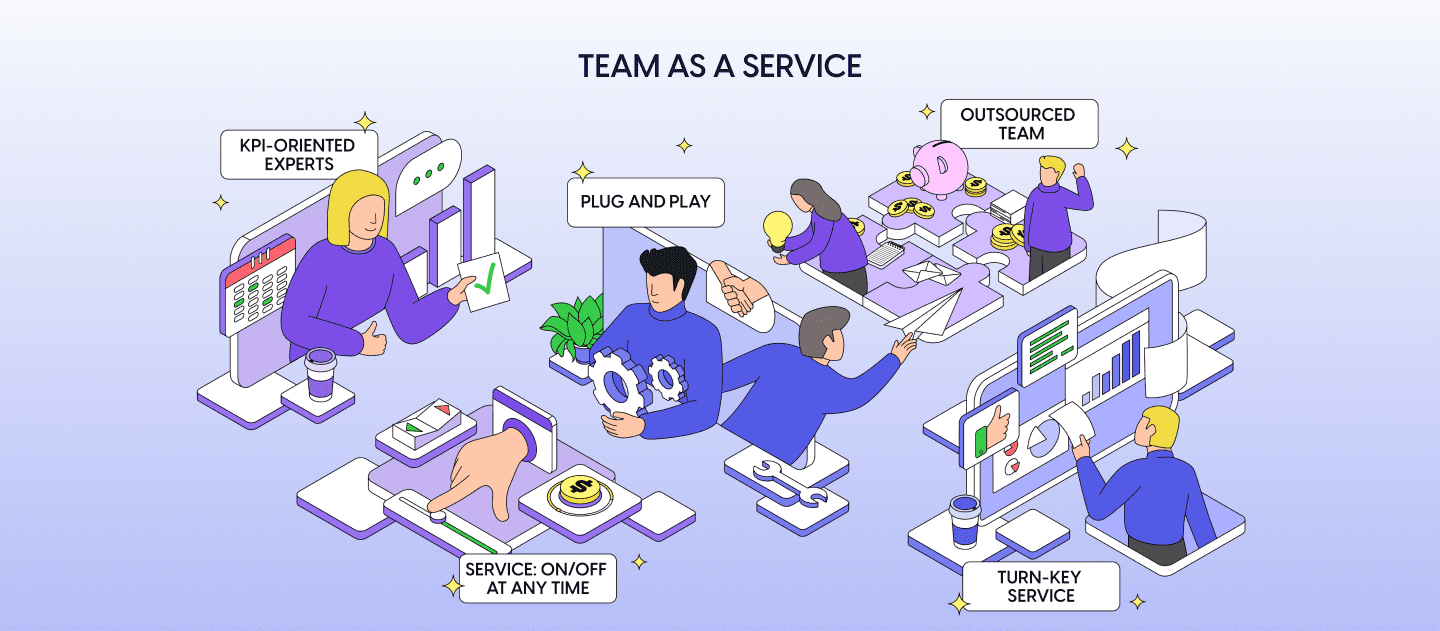 TEAM AS A SERVICE
KPI-ORIENTED
EXPERTS
PLUG AND PLAY
OUTSOURCED
TEAM
SERVICE: ON/OFF
AT ANY TIME
TURN-KEY
SERVICE